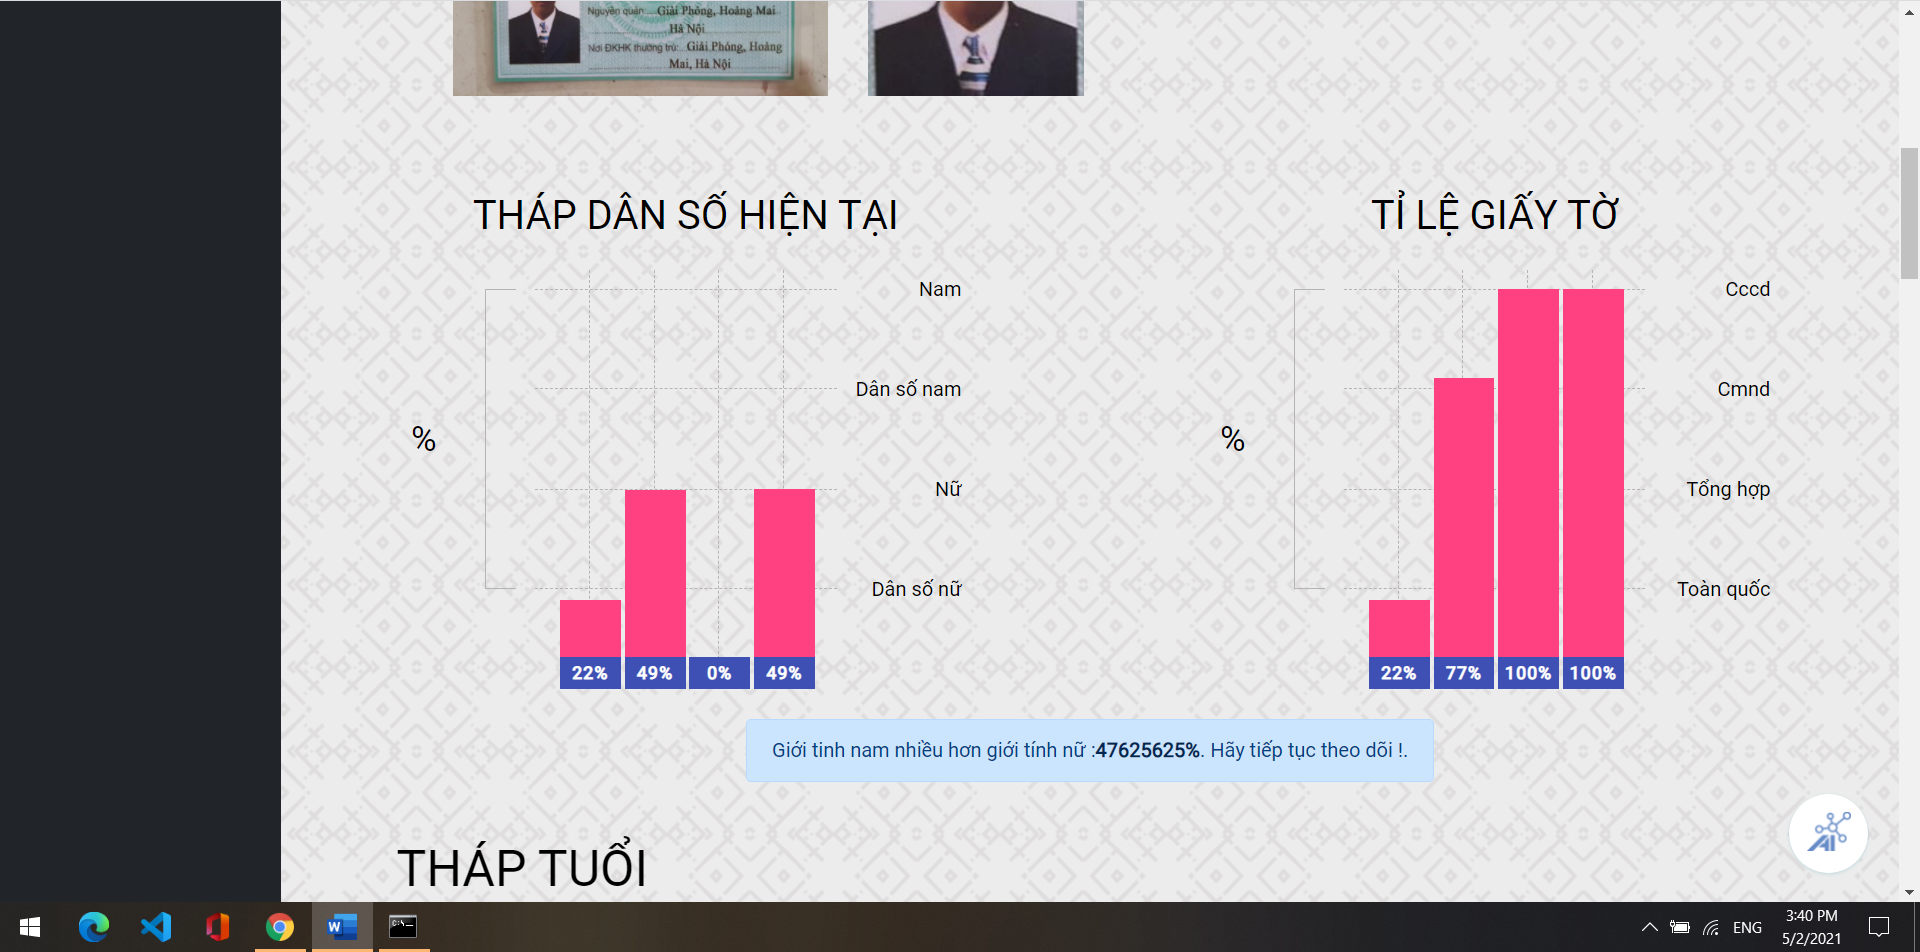 Nguyên quán: Giải Phóng, Hoàng Mai
Hà Nội
Nơi ĐKHK thường trú: Giải Phóng, Hoàng
Mai, Hà Nội
THÁP DÂN SỐ HIỆN TẠI
%
Nam
Dân số nam
Nữ
Dân số nữ
22% 49% 0% 49%
TỈ LỆ GIẤY TỜ
%
Cccd
Cmnd
Tổng hợp
Toàn quốc
22% 77% 100% 100%
Giới tinh nam nhiều hơn giới tính nữ :47625625%. Hãy tiếp tục theo dõi !.
AI
THÁP TUỔI
ENG
3:40 PM
5/2/2021